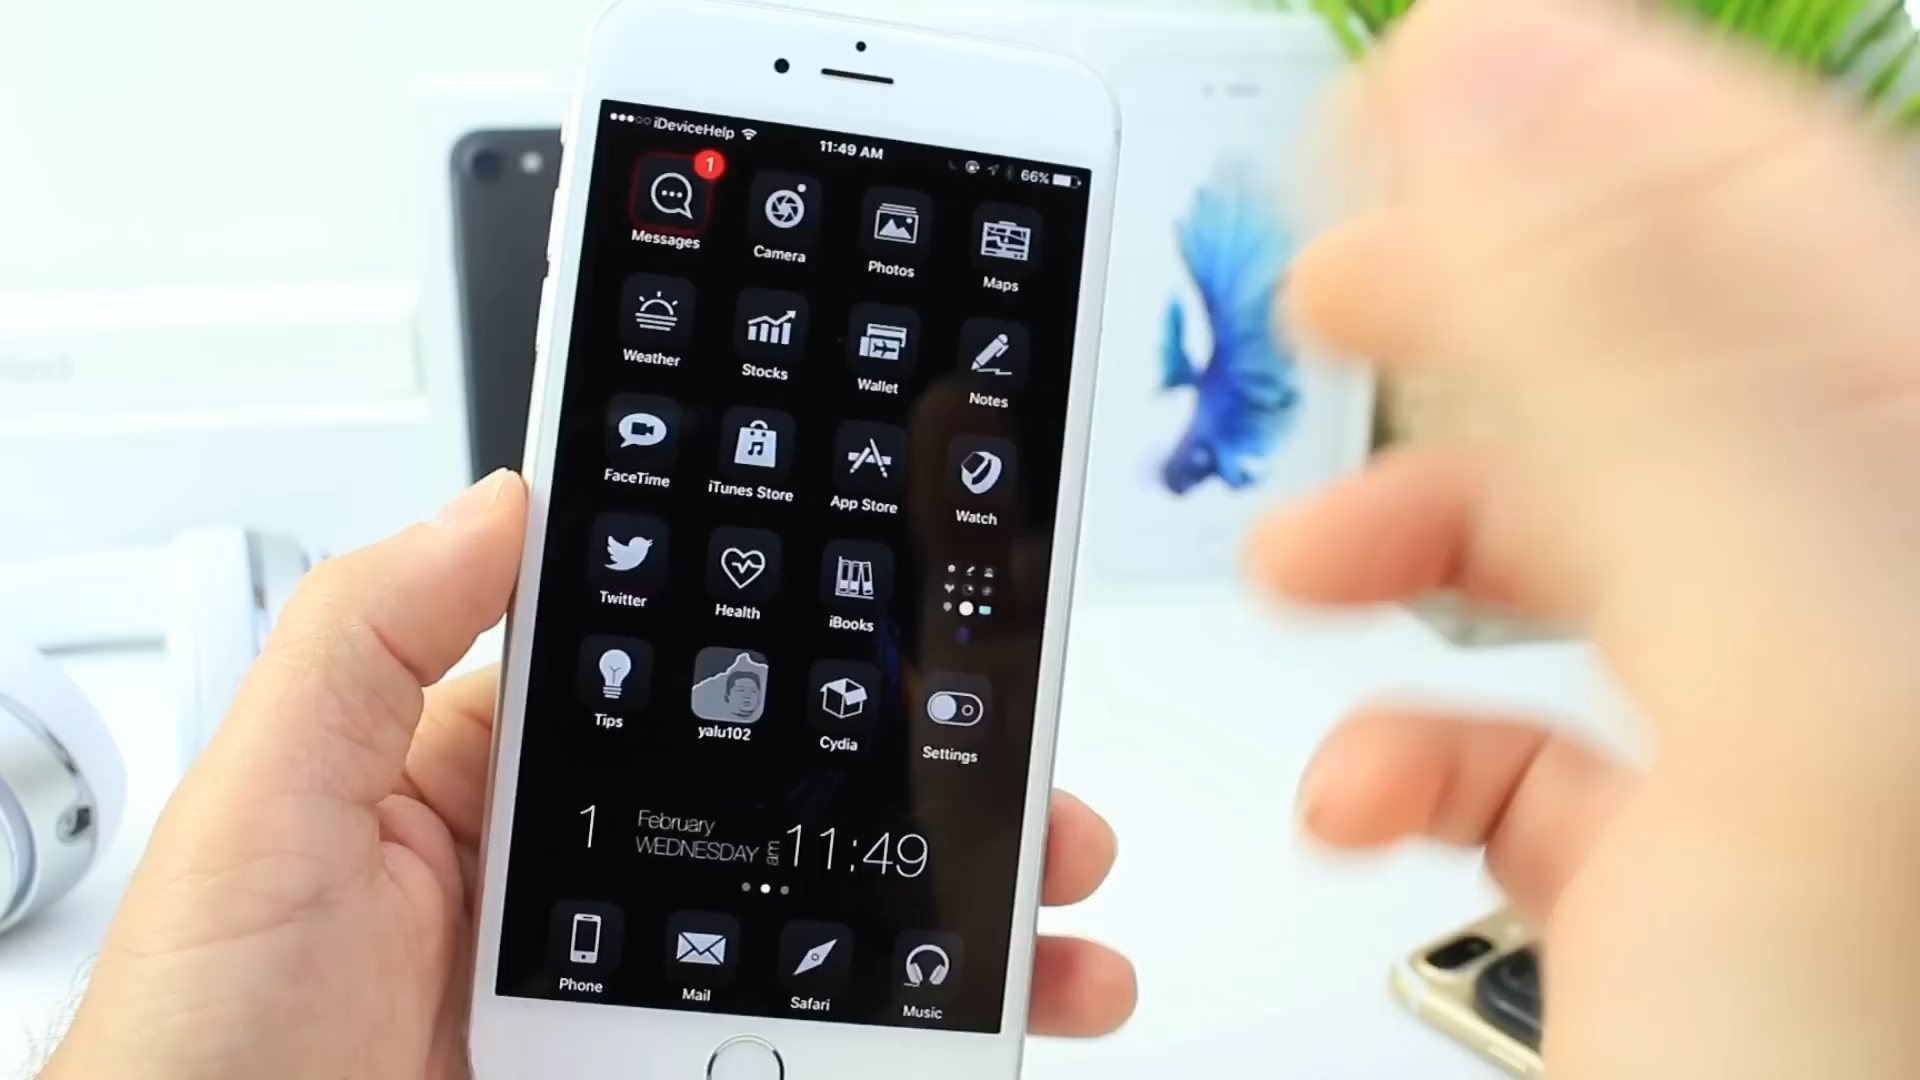 iDeviceHelp
11:49 AM
66%
1
Messages
Camera
Photos
Maps
Weather
Stocks
Wallet
Notes
FaceTime
iTunes Store
App Store
Watch
Twitter
Health
iBooks
Tips
yalu102
Cydia
Settings
1
February
WEDNESDAY
am
11:49
Phone
Mail
Safari
Music